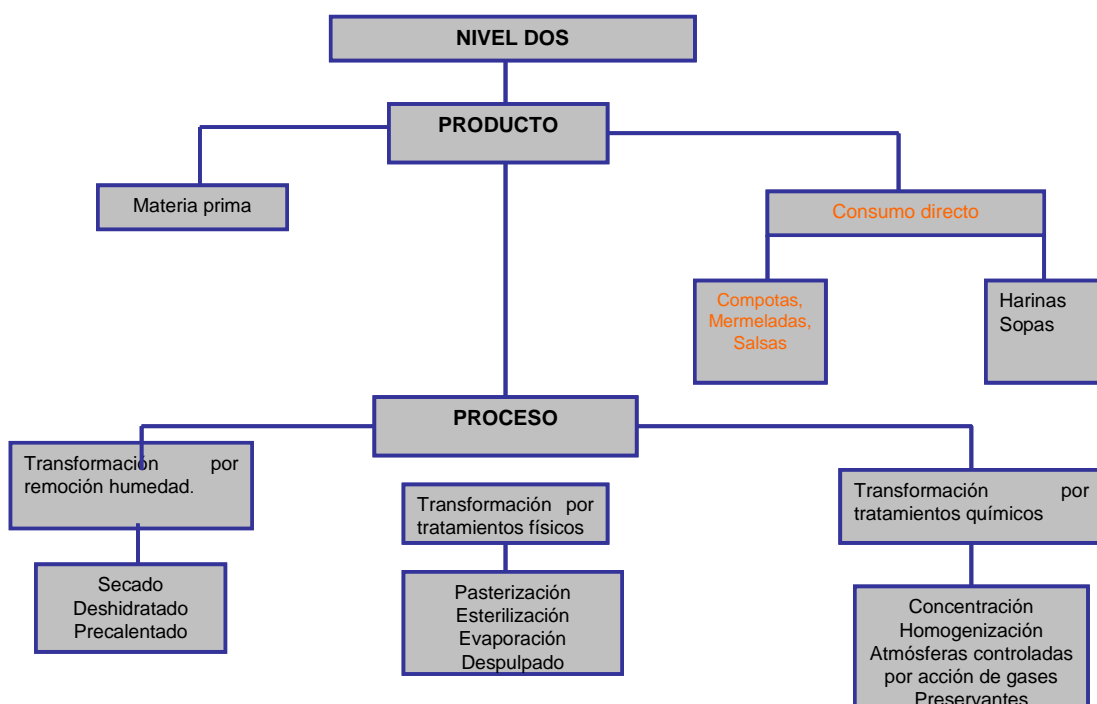 NIVEL DOS
PRODUCTO
Materia prima
Consumo directo
Compotas,
Mermeladas,
Salsas
Harinas
Sopas
PROCESO
Transformación por
remoción humedad.
Transformación por
tratamientos físicos
Transformación por
tratamientos químicos
Secado
Deshidratado
Precalentado
Pasterización
Esterilización
Evaporación
Despulpado
Concentración
Homogenización
Atmósferas controladas
por acción de gases
Preservantes